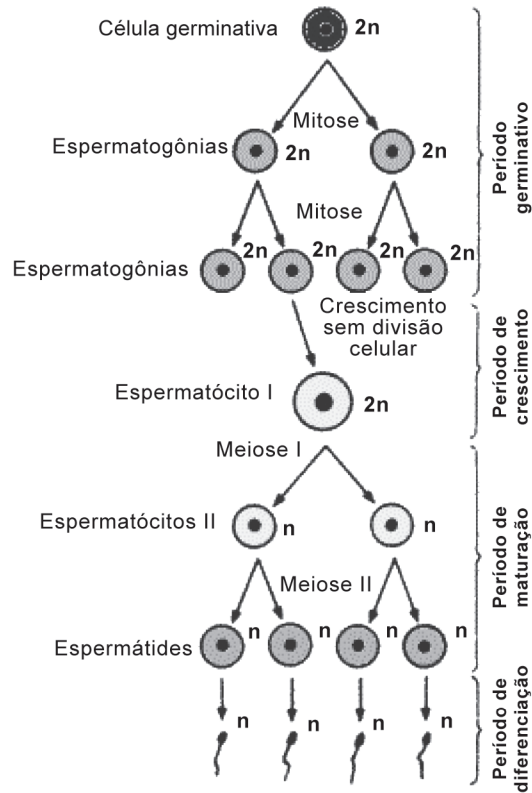 Célula germinativa
2n
Mitose
Espermatogônias
2n
2n
Período
germinativo
Mitose
Espermatogônias
2n
2n
2n
2n
Crescimento
sem divisão
celular
Período de
crescimento
Espermatócito I
2n
Meiose I
Espermatócitos II
n
n
Período de
maturação
Meiose II
Espermátides
n
n
n
n
Período de
diferenciação
n
n
n
n